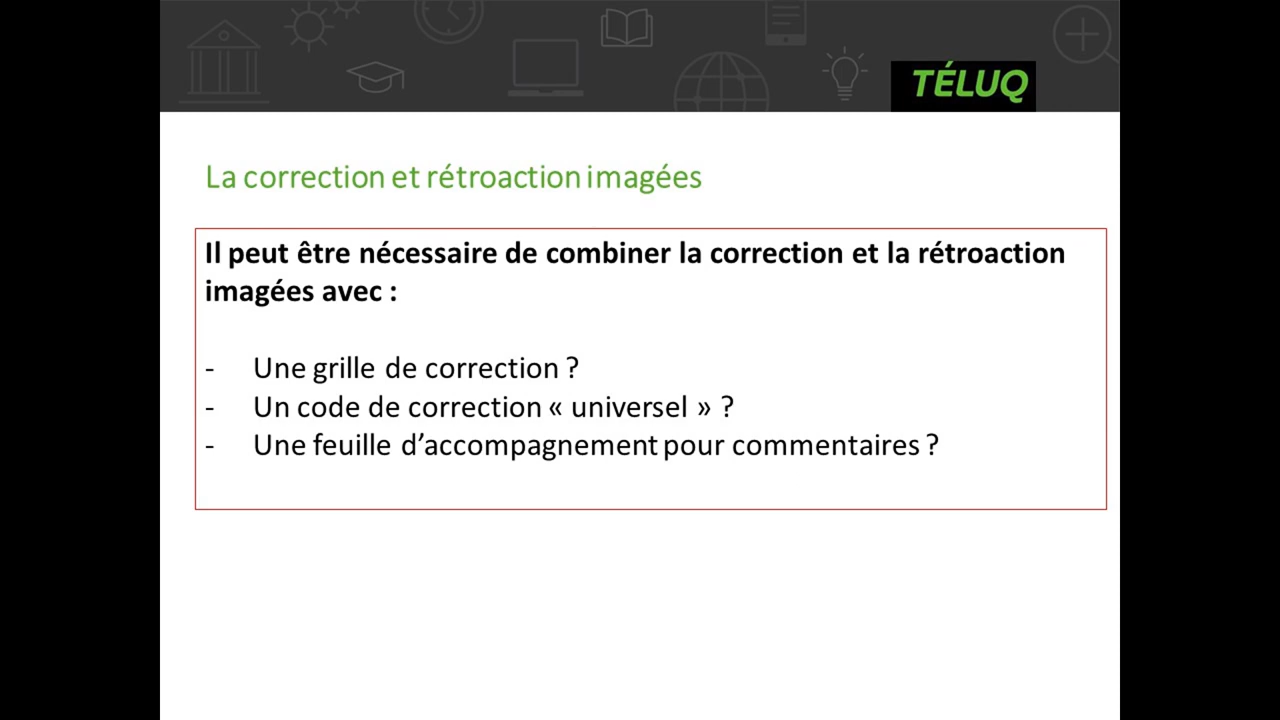 TÉLUQ
La correction et rétroaction imagées
Il peut être nécessaire de combiner la correction et la rétroaction
imagées avec :
- Une grille de correction ?
- Un code de correction « universel » ?
- Une feuille d’accompagnement pour commentaires ?